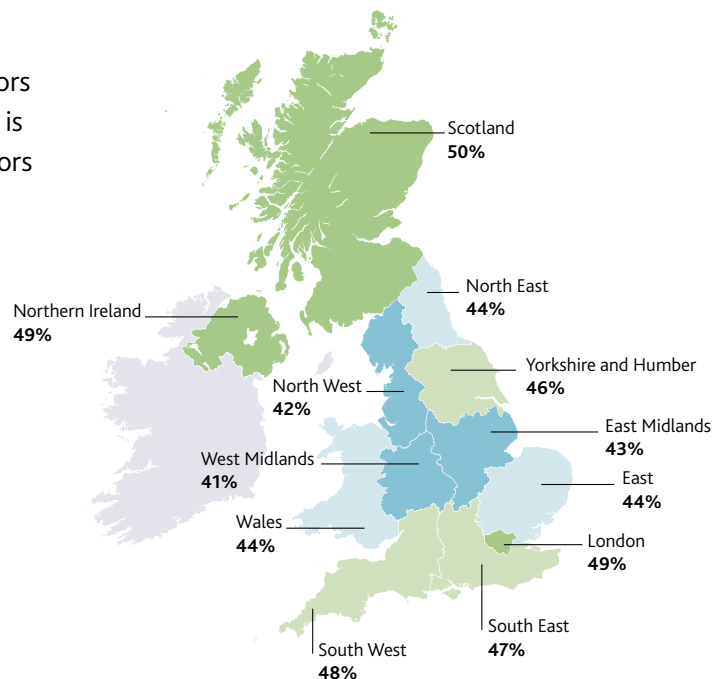 ors
is
ors
Scotland
50%
North East
44%
Northern Ireland
49%
Yorkshire and Humber
46%
North West
42%
East Midlands
43%
West Midlands
41%
East
44%
Wales
44%
London
49%
South East
47%
South West
48%